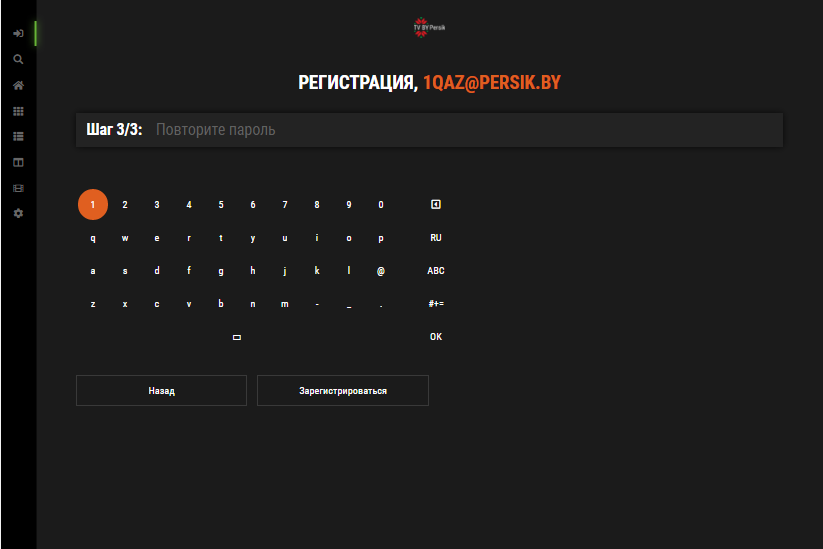 TV BY Persik
РЕГИСТРАЦИЯ, 1QAZ@PERSIK.BY
Шаг 3/3: Повторите пароль
1 2 3 4 5 6 7 8 9 0
q w e r t y u i o p RU
a s d f g h j k l @ ABC
z x c v b n m - _ . #+=
OK
Назад Зарегистрироваться